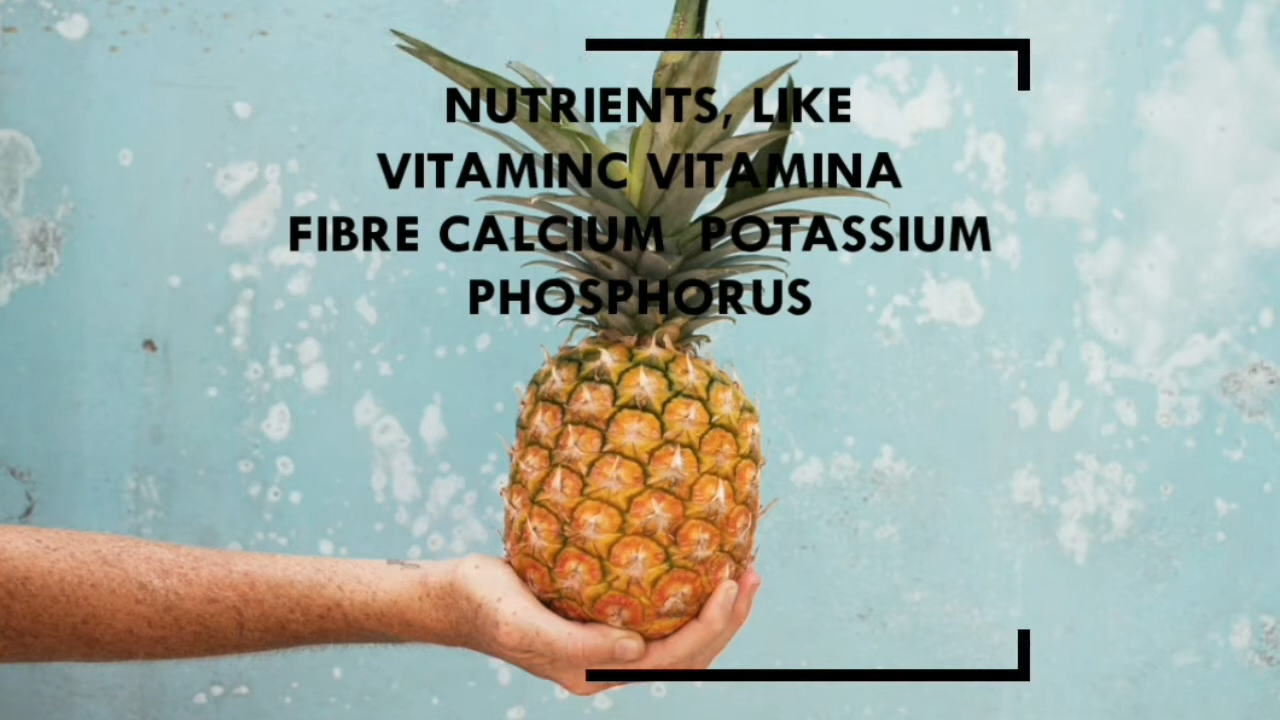 NUTRIENTS, LIKE
VITAMINC VITAMINA
FIBRE CALCIUM  POTASSIUM
PHOSPHORUS